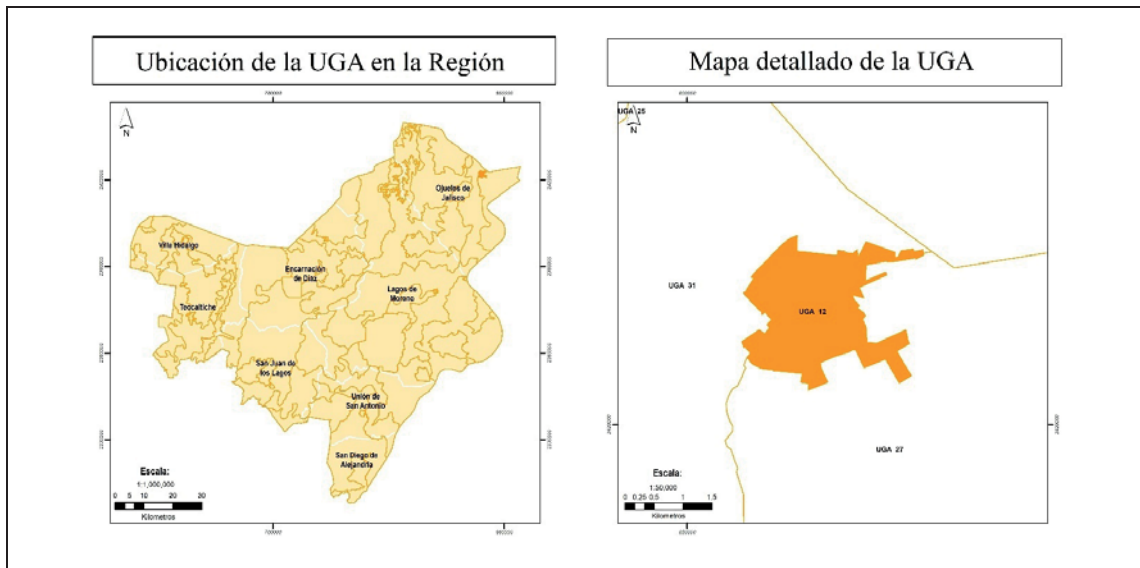 Ubicación de la UGA en la Región
N
Ojuelos de
Jalisco
Villa Hidalgo
Encarnación
de Díaz
Lagos de
Moreno
Teocaltiche
San Juan de
los Lagos
Unión de
San Antonio
San Diego de
Alejandría
Escala:
1:1,000,000
0 5 10 20 30
Kilometros
Mapa detallado de la UGA
UGA 25
N
UGA 31
UGA 12
UGA 27
Escala:
1:50,000
0 0.25 0.5 1 1.5
Kilometros